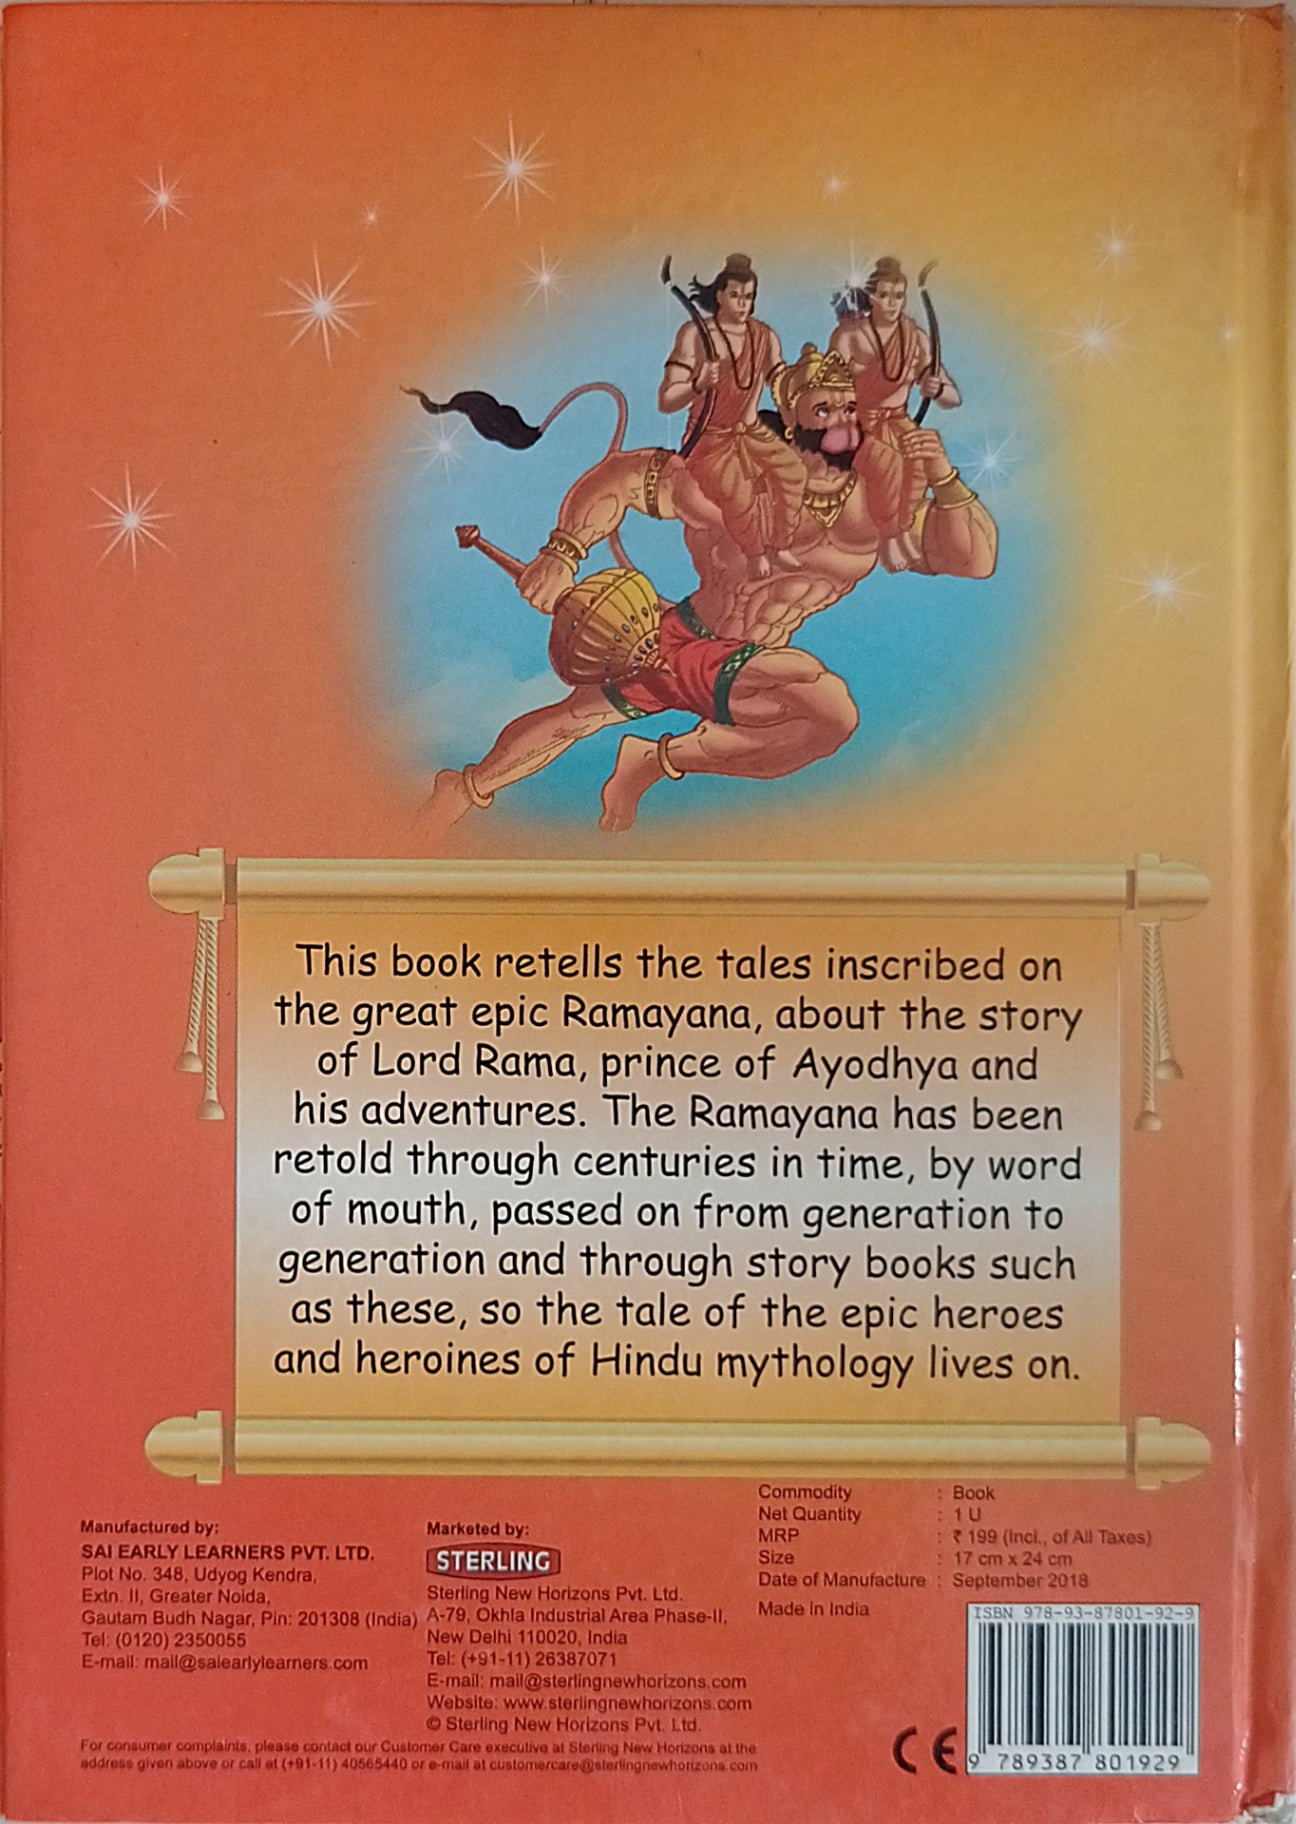 This book retells the tales inscribed on
the great epic Ramayana, about the story
of Lord Rama, prince of Ayodhya and
his adventures. The Ramayana has been
retold through centuries in time, by word
of mouth, passed on from generation to
generation and through story books such
as these, so the tale of the epic heroes
and heroines of Hindu mythology lives on.
Manufactured by:
SAI EARLY LEARNERS PVT. LTD.
Plot No. 348, Udyog Kendra,
Extn. II, Greater Noida,
Gautam Budh Nagar, Pin: 201308 (India)
Tel: (0120) 2350055
E-mail: mail@saiearlylearners.com
Marketed by:
STERLING
Sterling New Horizons Pvt. Ltd.
A-79, Okhla Industrial Area Phase-II,
New Delhi 110020, India
Tel: (+91-11) 26387071
E-mail: mail@sterlingnewhorizons.com
Website: www.sterlingnewhorizons.com
© Sterling New Horizons Pvt. Ltd.
Commodity : Book
Net Quantity : 1 U
MRP : ₹ 199 (Incl., of All Taxes)
Size : 17 cm x 24 cm
Date of Manufacture : September 2018
Made in India
ISBN 978-93-87801-92-9
CE
9 789387 801929
For consumer complaints, please contact our Customer Care executive at Sterling New Horizons at the
address given above or call at (+91-11) 40565440 or e-mail at customercare@sterlingnewhorizons.com